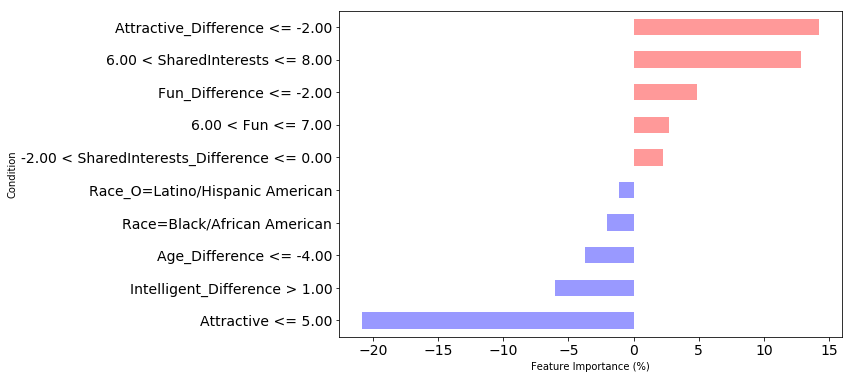 Attractive_Difference <= -2.00
6.00 < SharedInterests <= 8.00
Fun_Difference <= -2.00
6.00 < Fun <= 7.00
-2.00 < SharedInterests_Difference <= 0.00
Race_O=Latino/Hispanic American
Race=Black/African American
Age_Difference <= -4.00
Intelligent_Difference > 1.00
Attractive <= 5.00
Condition
−20 −15 −10 −5 0 5 10 15
Feature Importance (%)